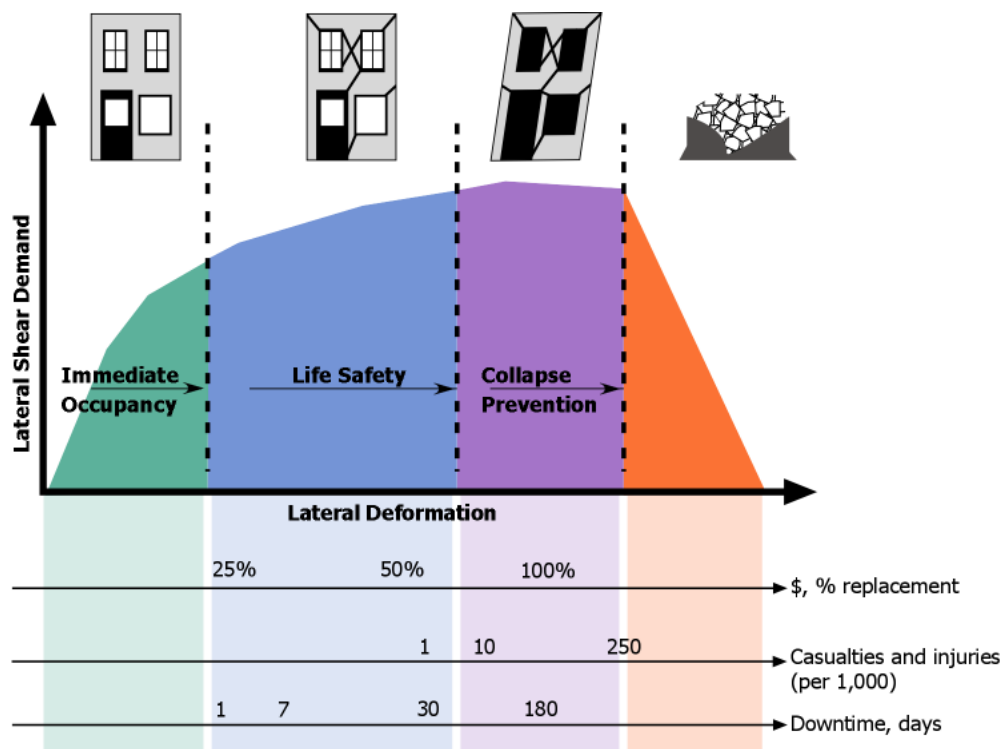 Lateral Shear Demand
Immediate
Occupancy
Life Safety
Collapse
Prevention
Lateral Deformation
25% 50% 100%
$, % replacement
1 10 250
Casualties and injuries
(per 1,000)
1 7 30 180
Downtime, days